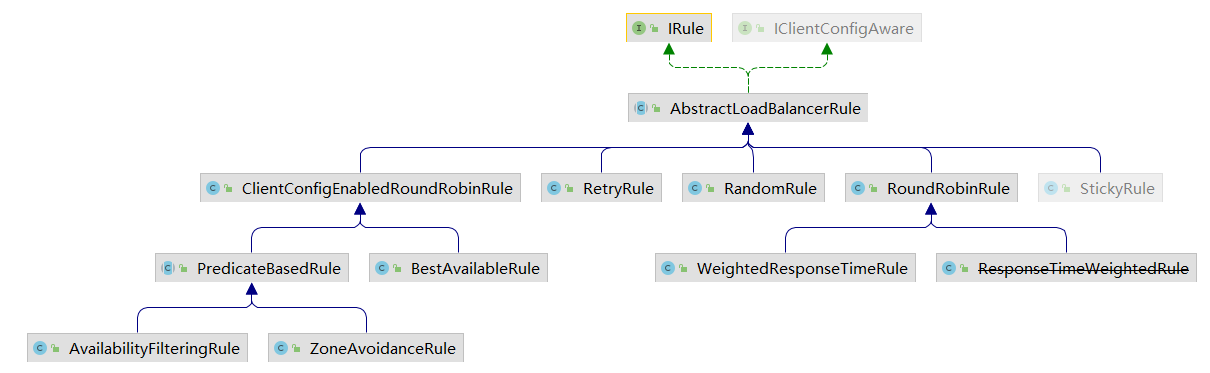 IRule
IClientConfigAware
AbstractLoadBalancerRule
ClientConfigEnabledRoundRobinRule
RetryRule
RandomRule
RoundRobinRule
StickyRule
PredicateBasedRule
BestAvailableRule
WeightedResponseTimeRule
ResponseTimeWeightedRule
AvailabilityFilteringRule
ZoneAvoidanceRule